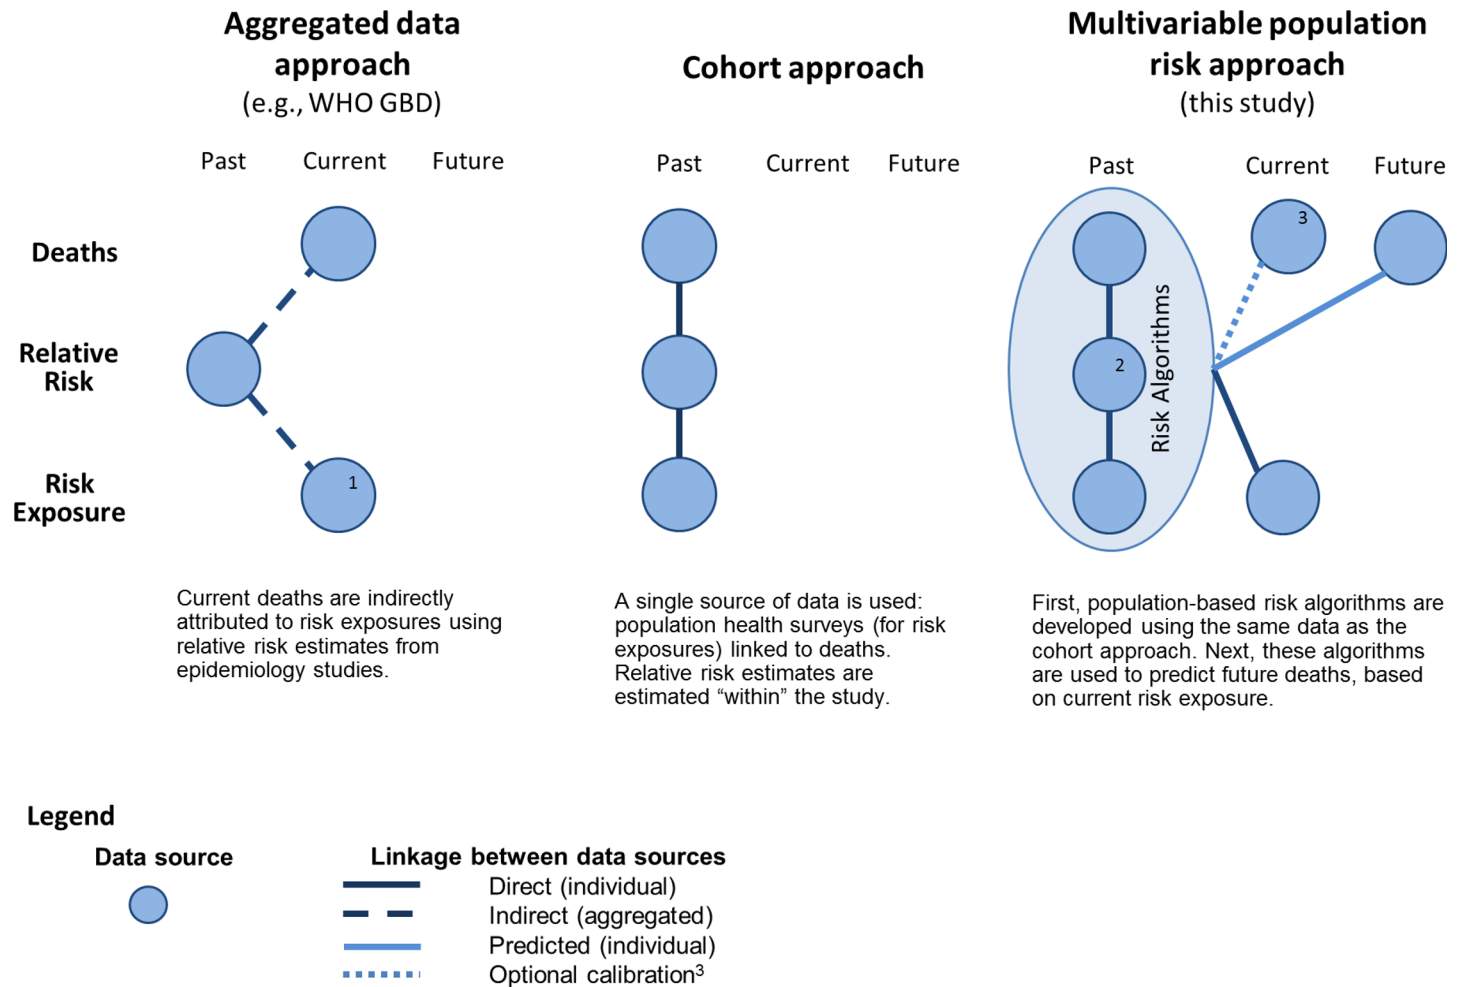 Aggregated data
approach
(e.g., WHO GBD)
Cohort approach
Multivariable population
risk approach
(this study)
Past Current Future
Past Current Future
Past Current Future
Deaths
Relative
Risk
Risk
Exposure
1
2
3
Risk Algorithms
Current deaths are indirectly
attributed to risk exposures using
relative risk estimates from
epidemiology studies.
A single source of data is used:
population health surveys (for risk
exposures) linked to deaths.
Relative risk estimates are
estimated “within” the study.
First, population-based risk algorithms are
developed using the same data as the
cohort approach. Next, these algorithms
are used to predict future deaths, based
on current risk exposure.
Legend
Data source
Linkage between data sources
Direct (individual)
Indirect (aggregated)
Predicted (individual)
Optional calibration³